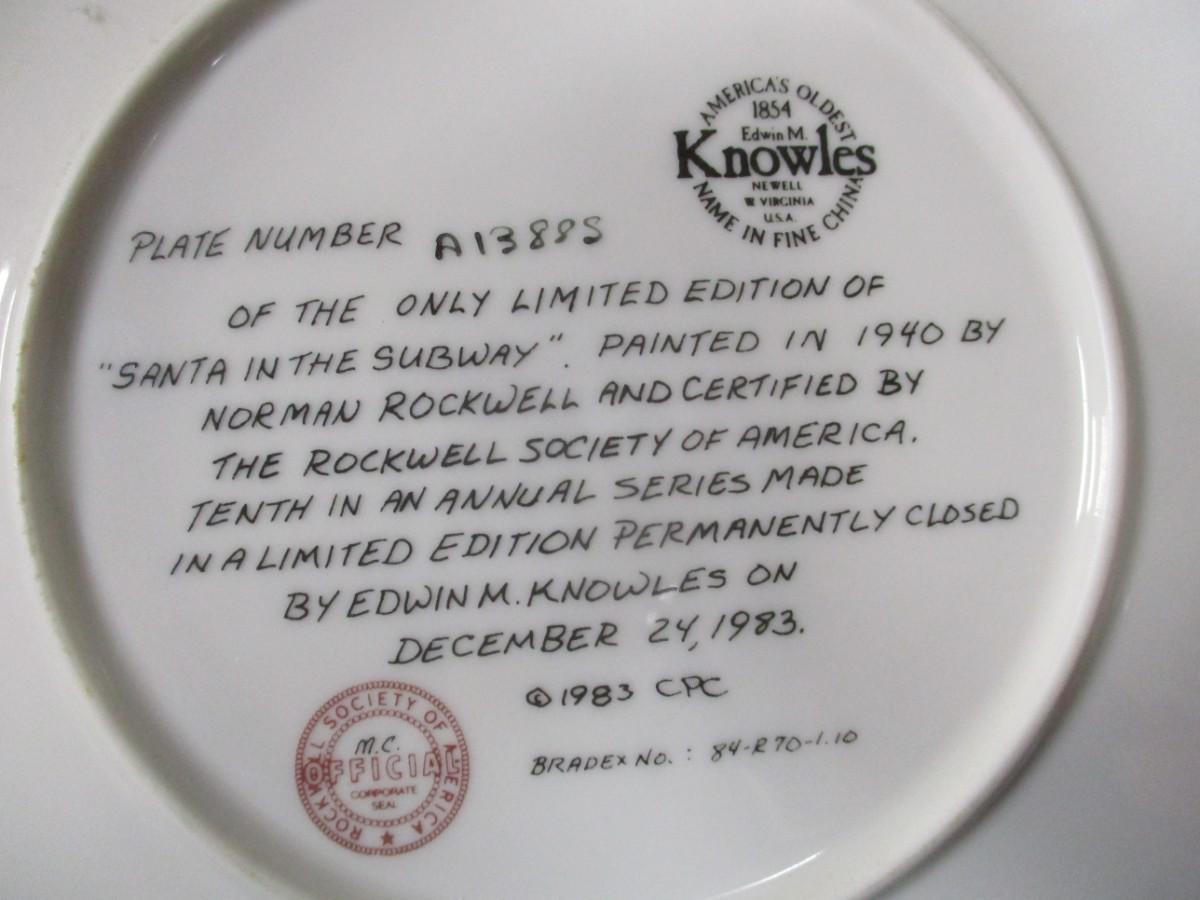 AMERICA'S OLDEST
1854
Edwin M.
Knowles
NEWELL
W VIRGINIA
U.S.A.
NAME IN FINE CHINA
PLATE NUMBER A1388S
OF THE ONLY LIMITED EDITION OF
"SANTA IN THE SUBWAY". PAINTED IN 1940 BY
NORMAN ROCKWELL AND CERTIFIED BY
THE ROCKWELL SOCIETY OF AMERICA.
TENTH IN AN ANNUAL SERIES MADE
IN A LIMITED EDITION PERMANENTLY CLOSED
BY EDWIN M. KNOWLES ON
DECEMBER 24, 1983.
© 1983 CPC
BRADEX NO. : 84-R70-1.10
ROCKWELL SOCIETY OF AMERICA
M.C.
OFFICIAL
CORPORATE
SEAL